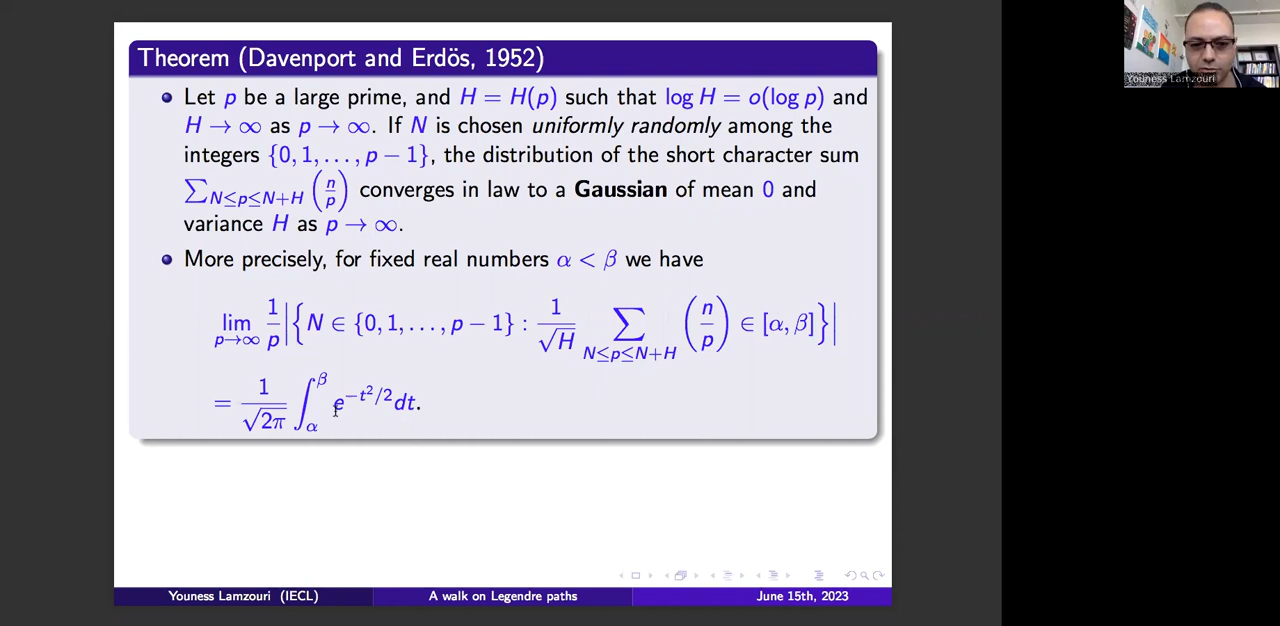 Theorem (Davenport and Erdös, 1952)
Let p be a large prime, and H = H(p) such that log H = o(log p) and
H → ∞ as p → ∞. If N is chosen uniformly randomly among the
integers {0, 1, . . . , p − 1}, the distribution of the short character sum
∑_{N≤p≤N+H} (n/p) converges in law to a Gaussian of mean 0 and
variance H as p → ∞.
More precisely, for fixed real numbers α < β we have
lim_{p→∞} 1/p |{N ∈ {0, 1, . . . , p − 1} : 1/√H ∑_{N≤p≤N+H} (n/p) ∈ [α, β]}|
= 1/√2π ∫_α^β e^{−t²/2} dt.
Youness Lamzouri (IECL) A walk on Legendre paths June 15th, 2023
Youness Lamzouri